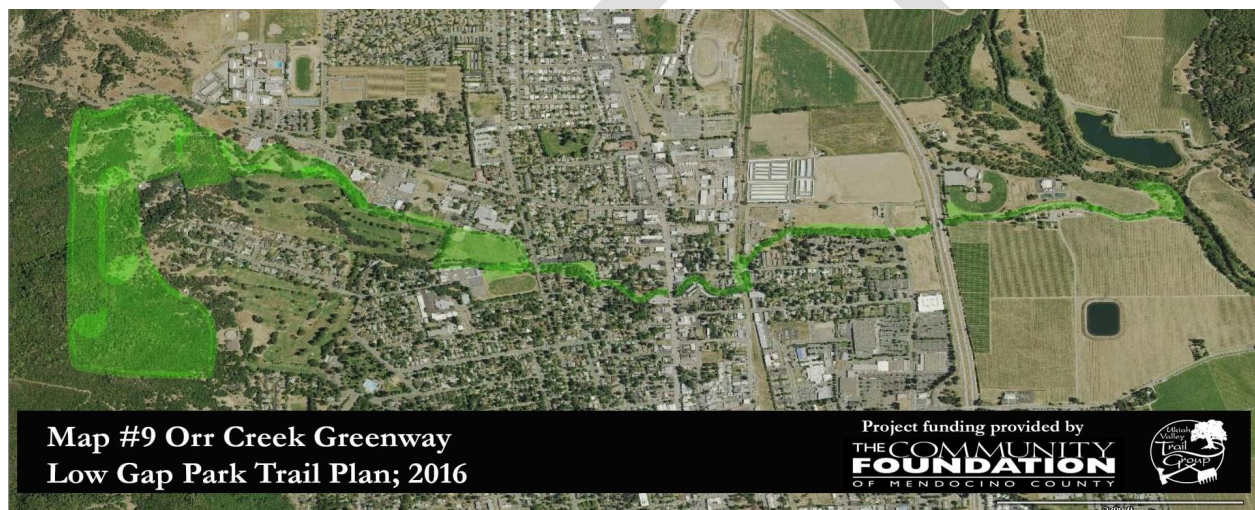 Map #9 Orr Creek Greenway
Low Gap Park Trail Plan; 2016
Project funding provided by
THE COMMUNITY
FOUNDATION
OF MENDOCINO COUNTY
Ukiah
Valley
Trail
Group